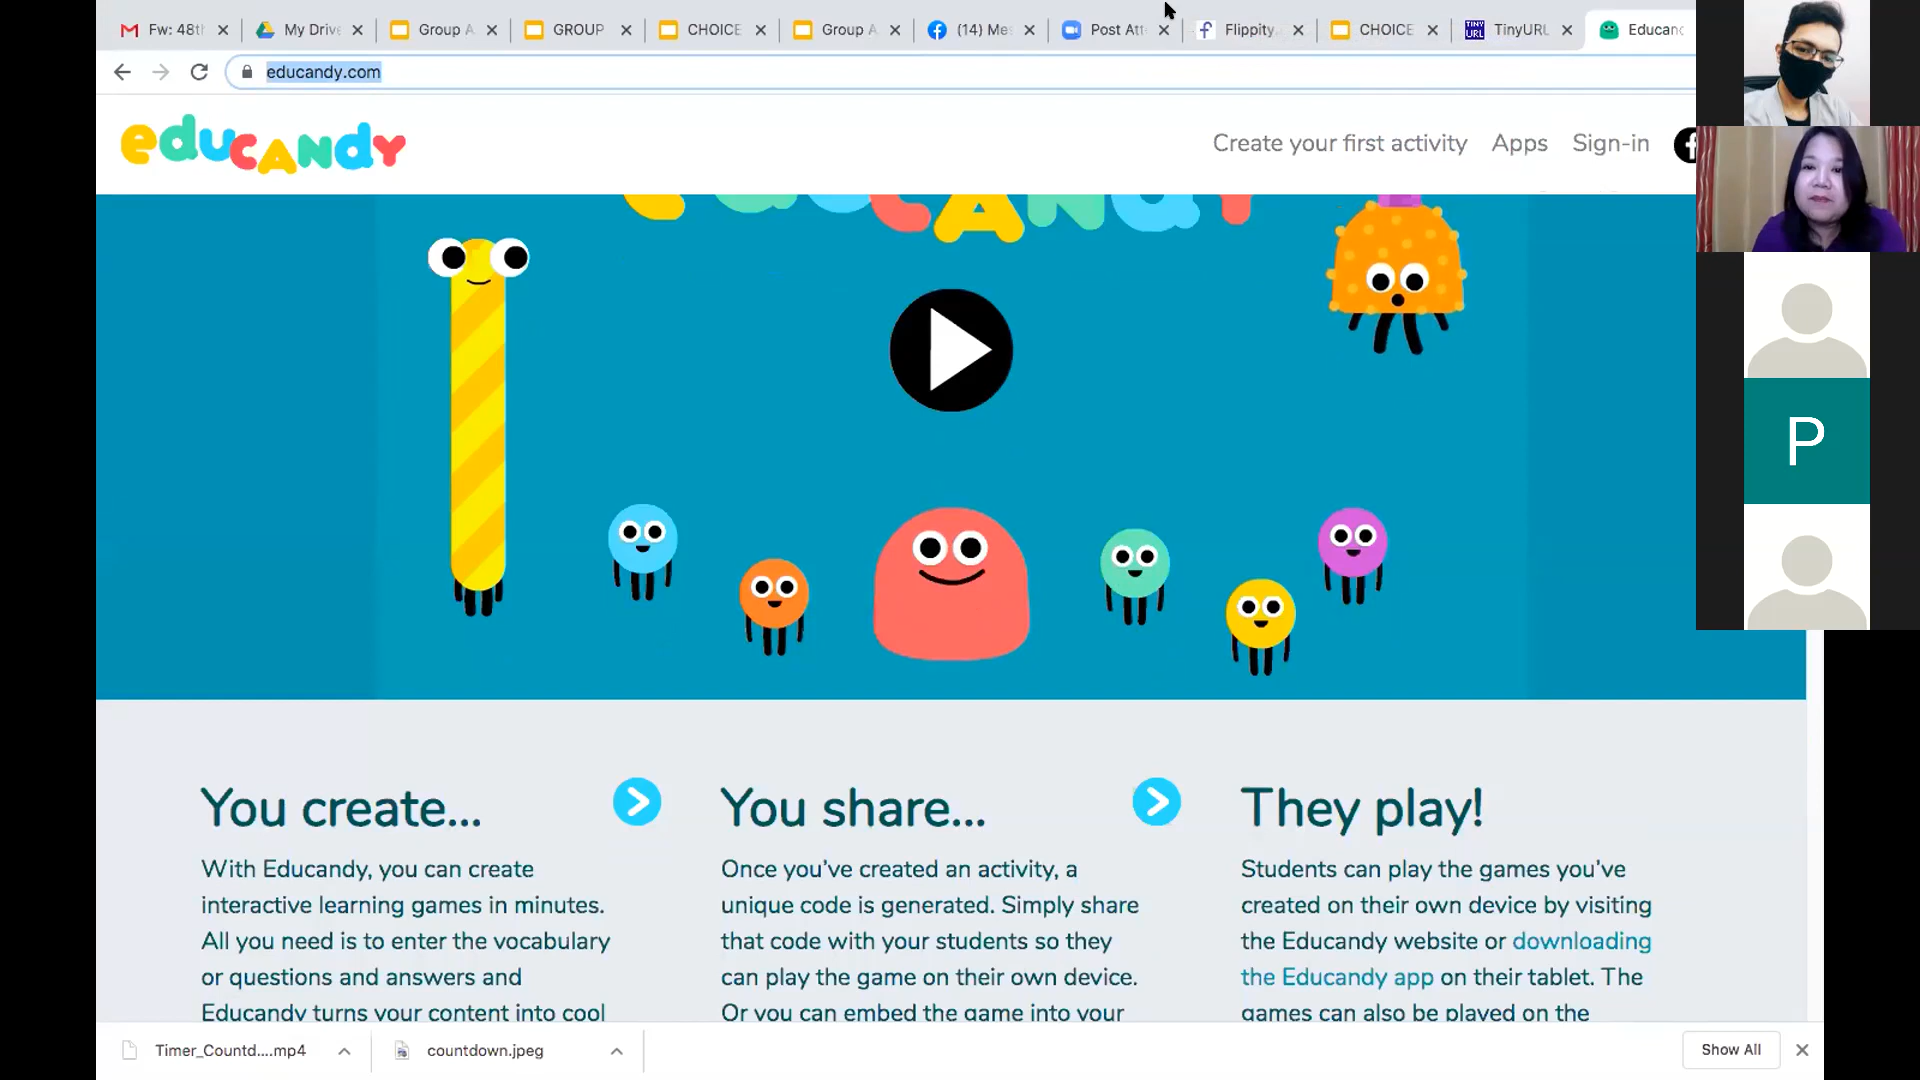 Fw: 48th
My Drive
Group A
GROUP
CHOICE
Group A
(14) Mes
Post Att
Flippity
CHOICE
TINY URL
TinyURL
Educand
educandy.com
eduCANdy
Create your first activity
Apps
Sign-in
You create...
With Educandy, you can create
interactive learning games in minutes.
All you need is to enter the vocabulary
or questions and answers and
Educandy turns your content into cool
You share...
Once you've created an activity, a
unique code is generated. Simply share
that code with your students so they
can play the game on their own device.
Or you can embed the game into your
They play!
Students can play the games you've
created on their own device by visiting
the Educandy website or downloading
the Educandy app on their tablet. The
games can also be played on the
P
Timer_Countd....mp4
countdown.jpeg
Show All